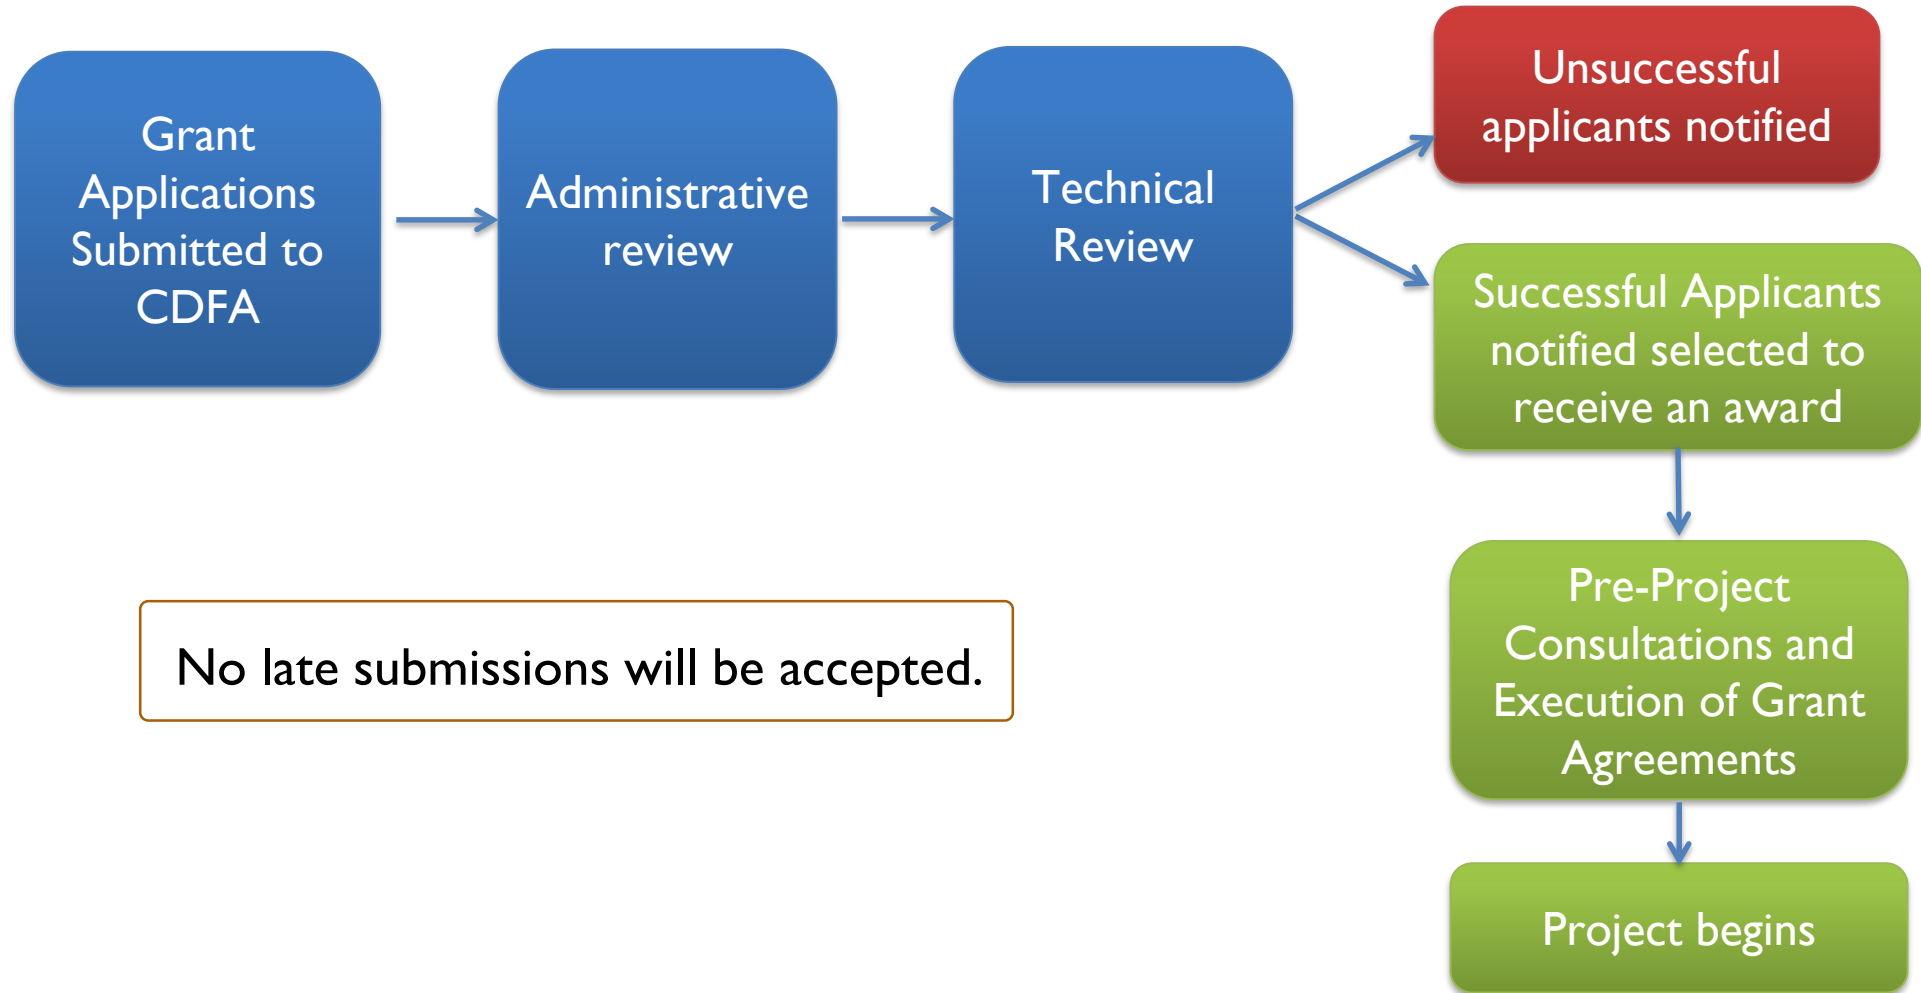 Grant
Applications
Submitted to
CDFA
Administrative
review
Technical
Review
Unsuccessful
applicants notified
Successful Applicants
notified selected to
receive an award
Pre-Project
Consultations and
Execution of Grant
Agreements
Project begins
No late submissions will be accepted.